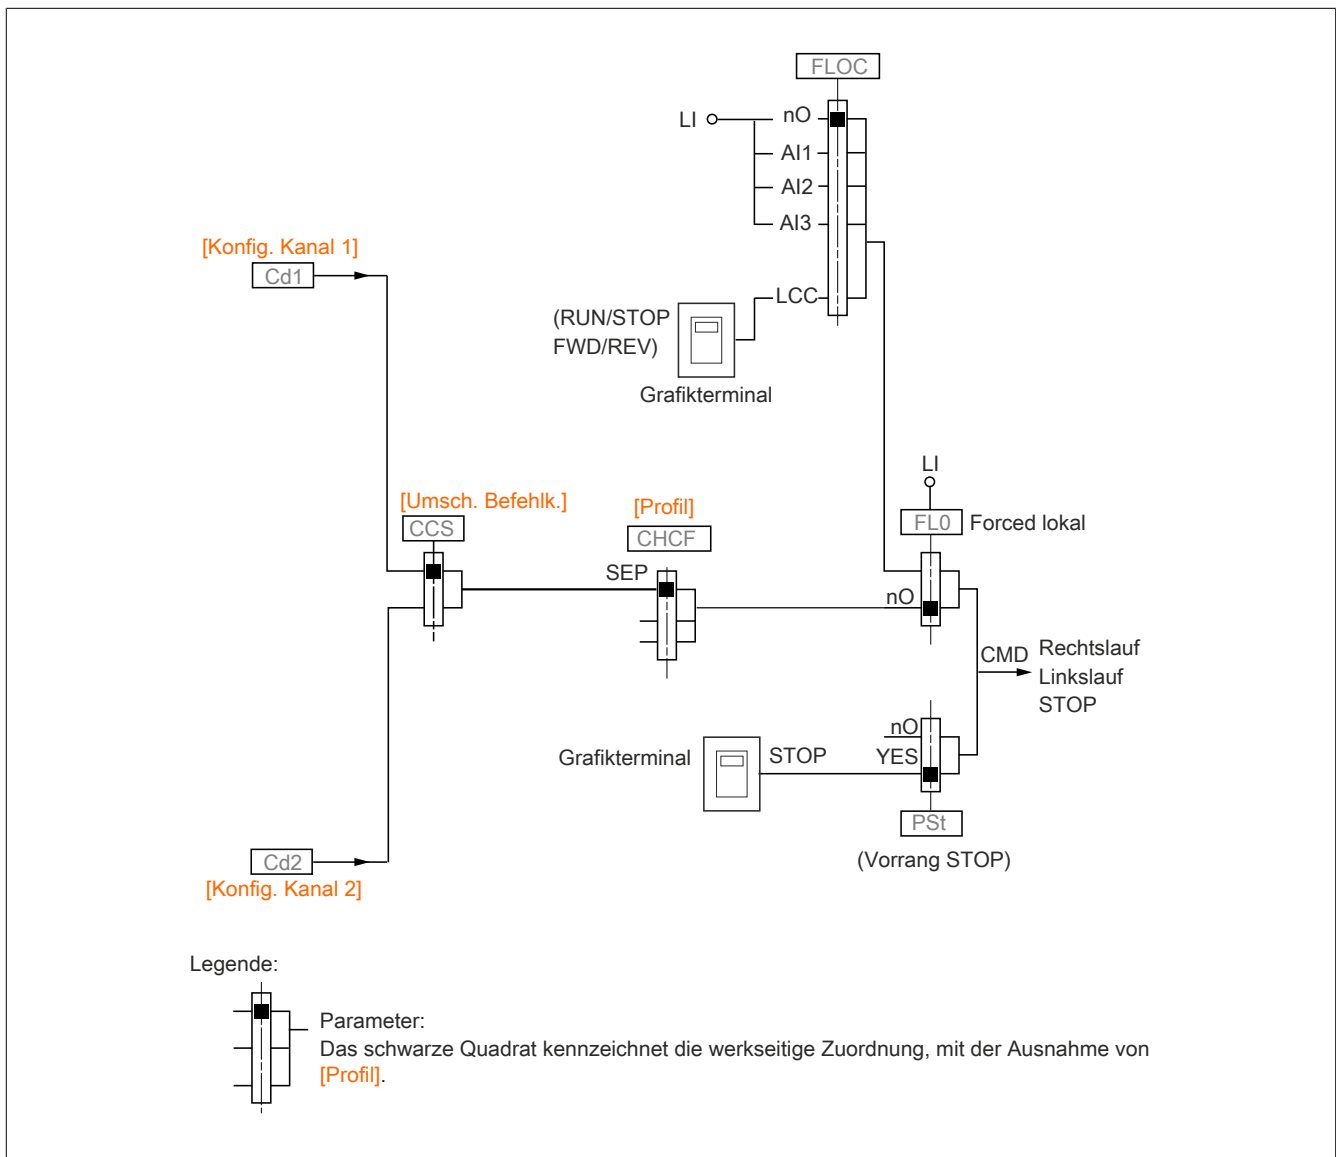 FLOC
LI
nO
AI1
AI2
AI3
LCC
[Konfig. Kanal 1]
Cd1
(RUN/STOP
FWD/REV)
Grafikterminal
LI
[Umsch. Befehlk.]
[Profil]
CCS
CHCF
FL0
Forced lokal
SEP
nO
CMD
Rechtslauf
Linkslauf
STOP
nO
Grafikterminal
STOP
YES
PSt
(Vorrang STOP)
Cd2
[Konfig. Kanal 2]
Legende:
Parameter:
Das schwarze Quadrat kennzeichnet die werkseitige Zuordnung, mit der Ausnahme von
[Profil].